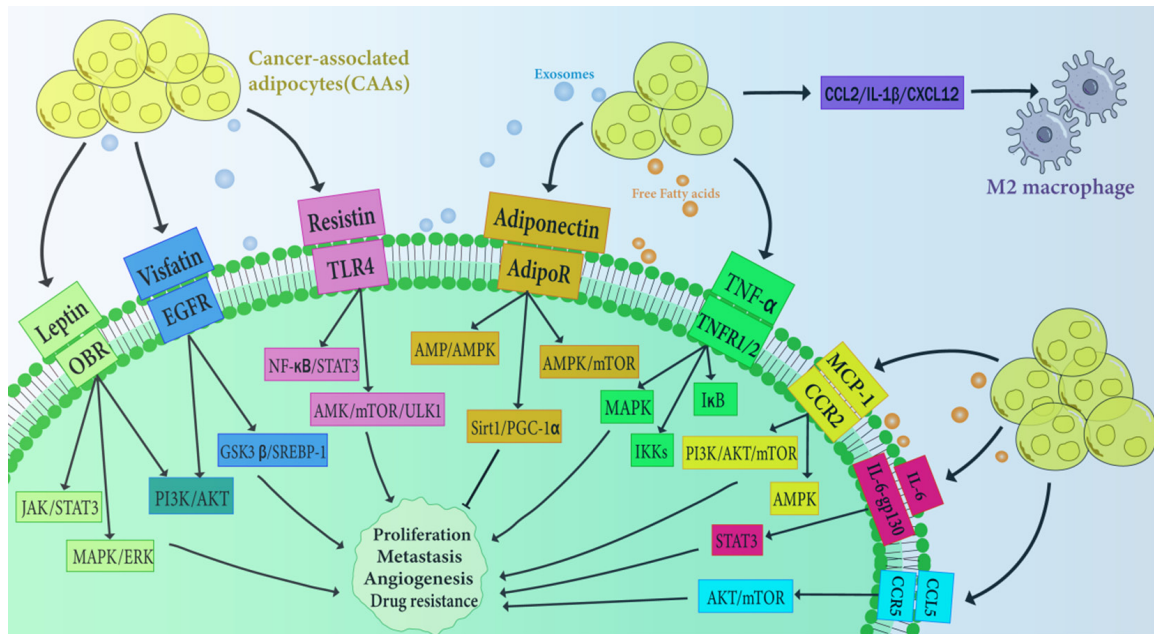 Cancer-assoclated
adipocytes(CAAs)
Exosomes
CCL2/IL-1β/CXCL12
M2 macrophage
Free Fatty acids
Resistin
TLR4
Adiponectin
AdipoR
Visfatin
EGFR
TNF-α
TNFR1/2
Leptin
OBR
MCP-1
CCR2
NF-κB/STAT3
AMP/AMPK
AMPK/mTOR
MAPK
IκB
AMK/mTOR/ULK1
Sirt1/PGC-1α
GSK3 β/SREBP-1
IKKs
PI3K/AKT/mTOR
PI3K/AKT
JAK/STAT3
AMPK
IL-6
IL-6-gp130
MAPK/ERK
STAT3
Proliferation
Metastasis
Angiogenesis
Drug resistance
AKT/mTOR
CCR5
CCL5